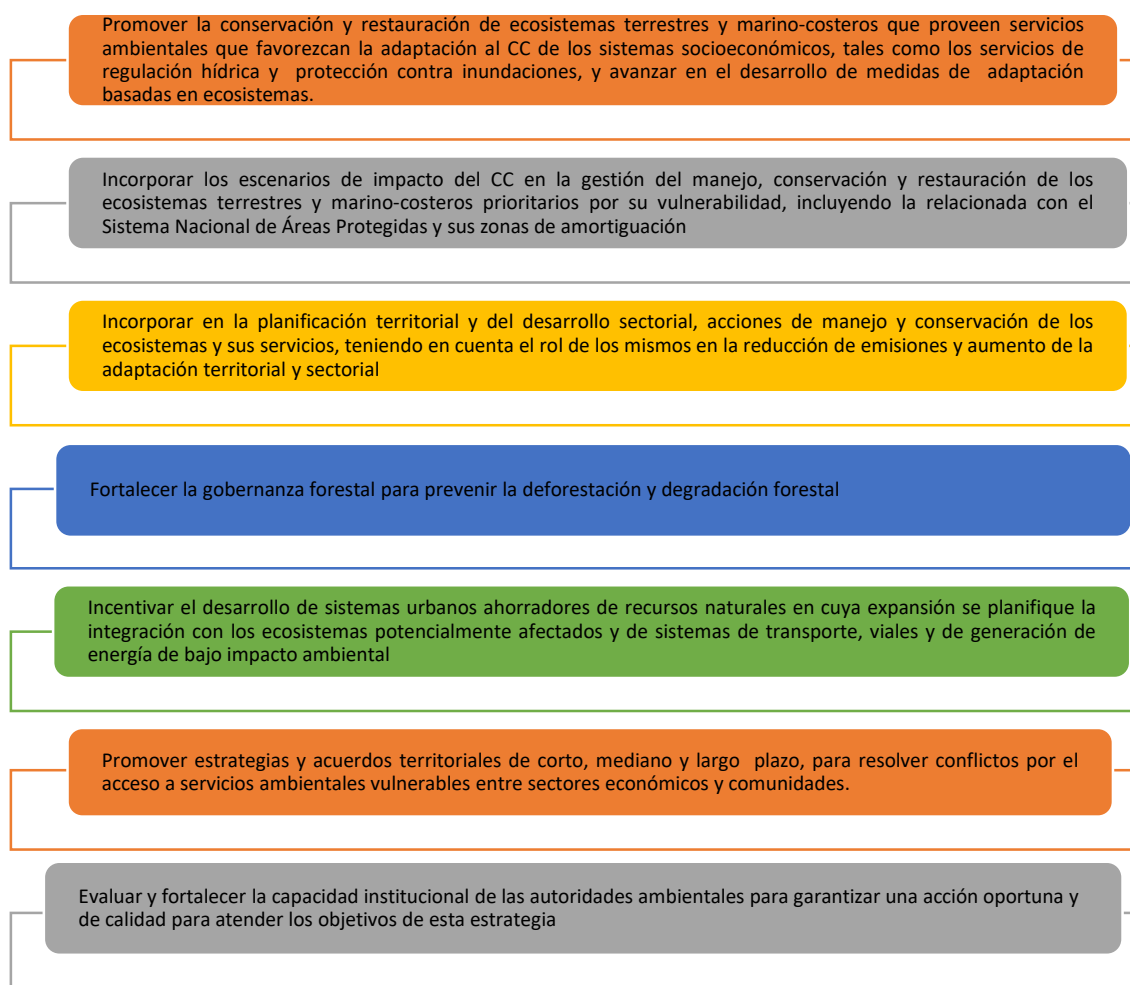 Promover la conservación y restauración de ecosistemas terrestres y marino-costeros que proveen servicios
ambientales que favorezcan la adaptación al CC de los sistemas socioeconómicos, tales como los servicios de
regulación hídrica y protección contra inundaciones, y avanzar en el desarrollo de medidas de adaptación
basadas en ecosistemas.
Incorporar los escenarios de impacto del CC en la gestión del manejo, conservación y restauración de los
ecosistemas terrestres y marino-costeros prioritarios por su vulnerabilidad, incluyendo la relacionada con el
Sistema Nacional de Áreas Protegidas y sus zonas de amortiguación
Incorporar en la planificación territorial y del desarrollo sectorial, acciones de manejo y conservación de los
ecosistemas y sus servicios, teniendo en cuenta el rol de los mismos en la reducción de emisiones y aumento de la
adaptación territorial y sectorial
Fortalecer la gobernanza forestal para prevenir la deforestación y degradación forestal
Incentivar el desarrollo de sistemas urbanos ahorradores de recursos naturales en cuya expansión se planifique la
integración con los ecosistemas potencialmente afectados y de sistemas de transporte, viales y de generación de
energía de bajo impacto ambiental
Promover estrategias y acuerdos territoriales de corto, mediano y largo plazo, para resolver conflictos por el
acceso a servicios ambientales vulnerables entre sectores económicos y comunidades.
Evaluar y fortalecer la capacidad institucional de las autoridades ambientales para garantizar una acción oportuna y
de calidad para atender los objetivos de esta estrategia